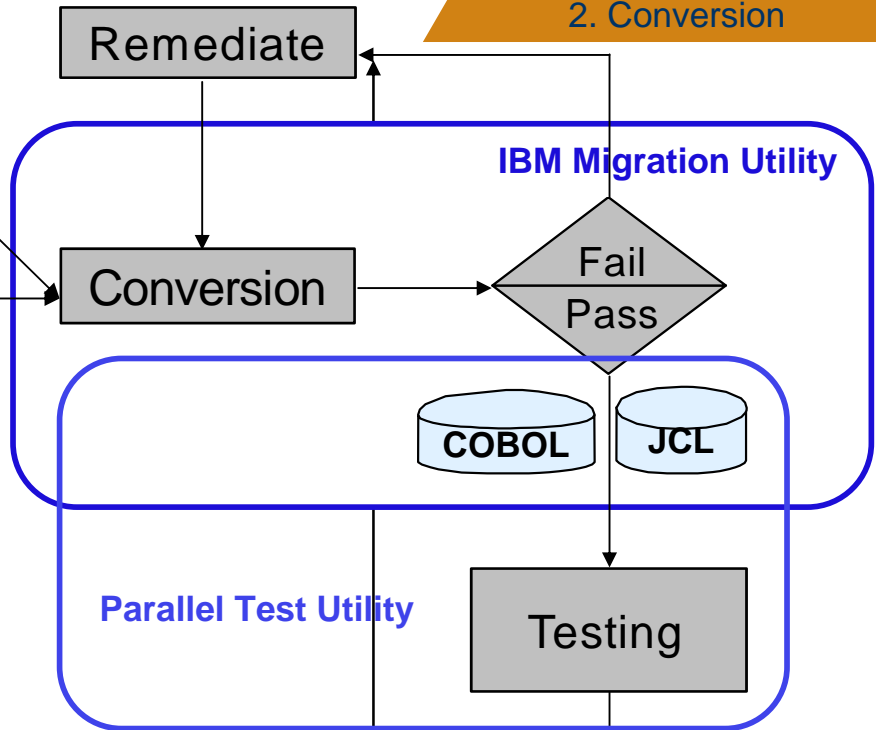 2. Conversion
Remediate
IBM Migration Utility
Conversion
Fail
Pass
COBOL
JCL
Parallel Test Utility
Testing